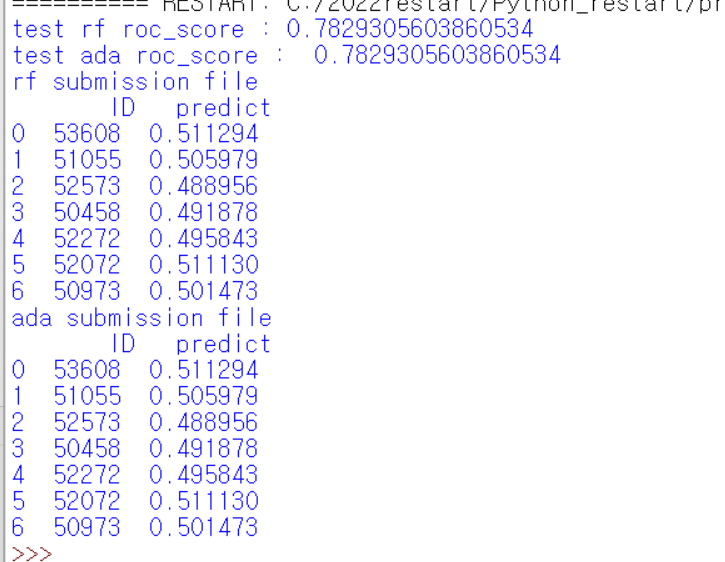 ========== RESTART: C:/2022restart/Python_restart/pr
test rf roc_score : 0.7829305603860534
test ada roc_score :  0.7829305603860534
rf submission file
      ID   predict
0  53608  0.511294
1  51055  0.505979
2  52573  0.488956
3  50458  0.491878
4  52272  0.495843
5  52072  0.511130
6  50973  0.501473
ada submission file
      ID   predict
0  53608  0.511294
1  51055  0.505979
2  52573  0.488956
3  50458  0.491878
4  52272  0.495843
5  52072  0.511130
6  50973  0.501473
>>>